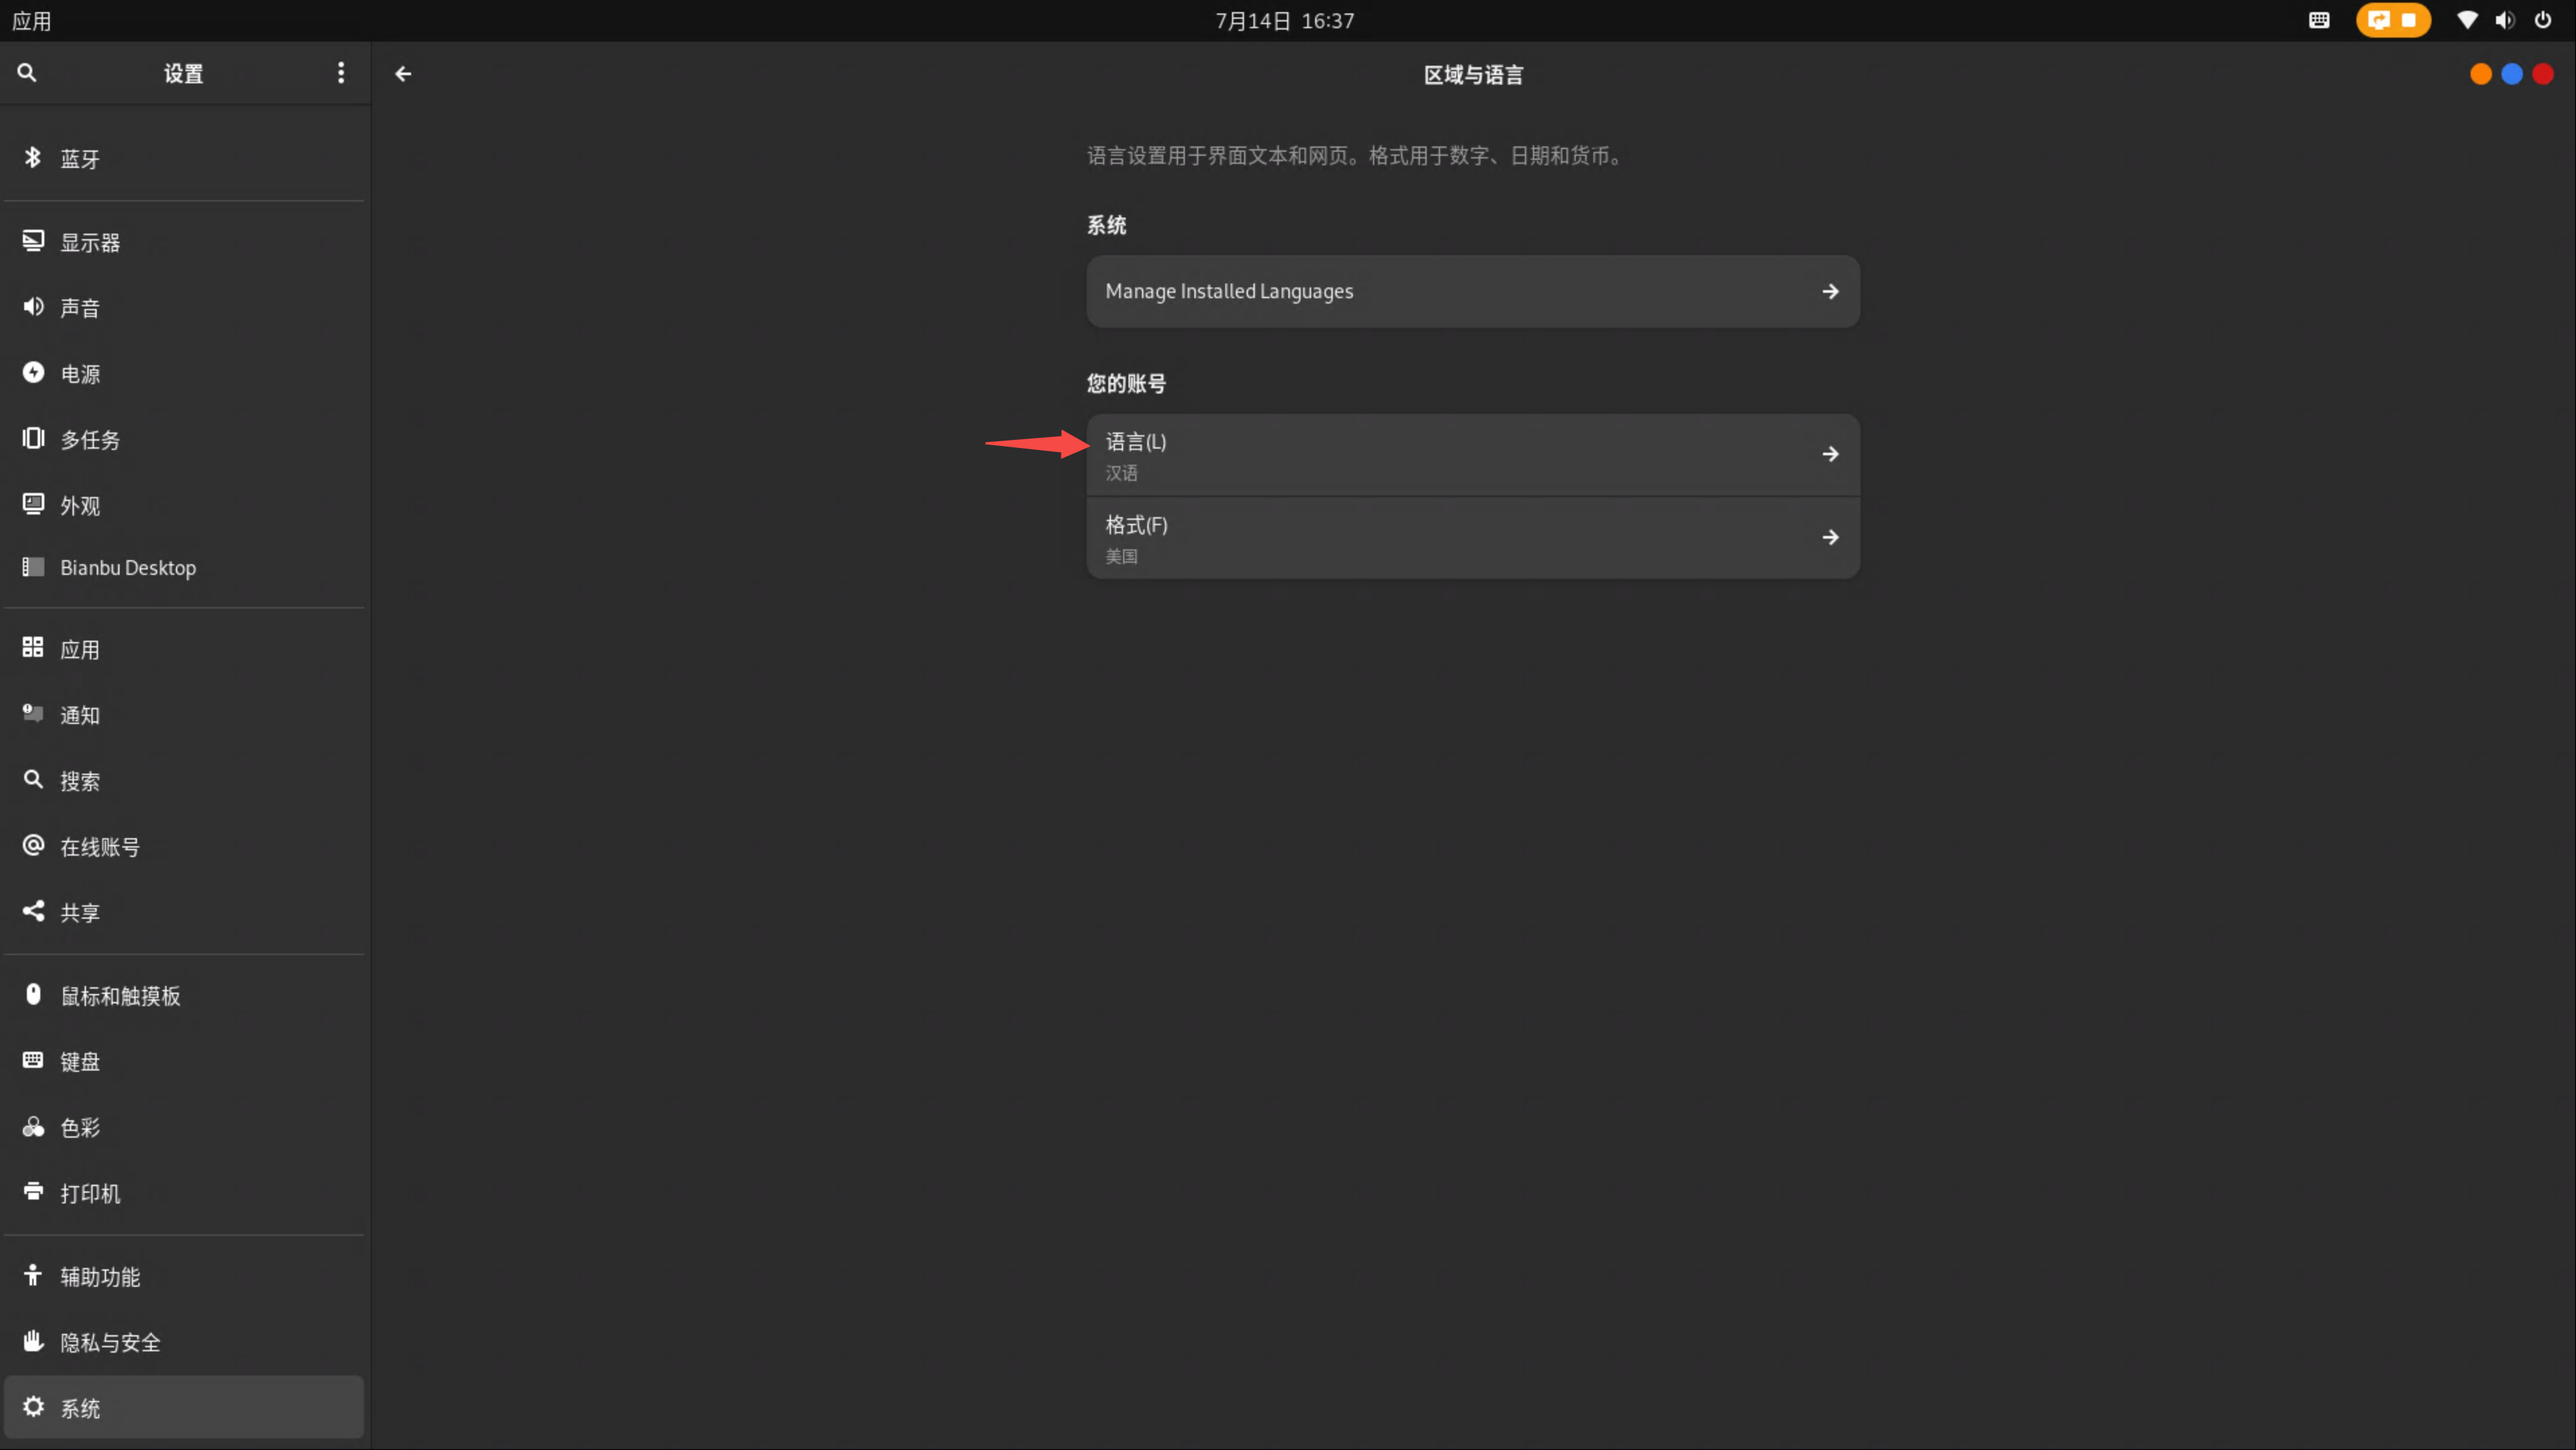 应用
7月14日 16:37
设置
区域与语言
蓝牙
显示器
声音
电源
多任务
外观
Bianbu Desktop
应用
通知
搜索
在线账号
共享
鼠标和触摸板
键盘
色彩
打印机
辅助功能
隐私与安全
系统
语言设置用于界面文本和网页。格式用于数字、日期和货币。
系统
Manage Installed Languages
您的账号
语言(L)
汉语
格式(F)
美国